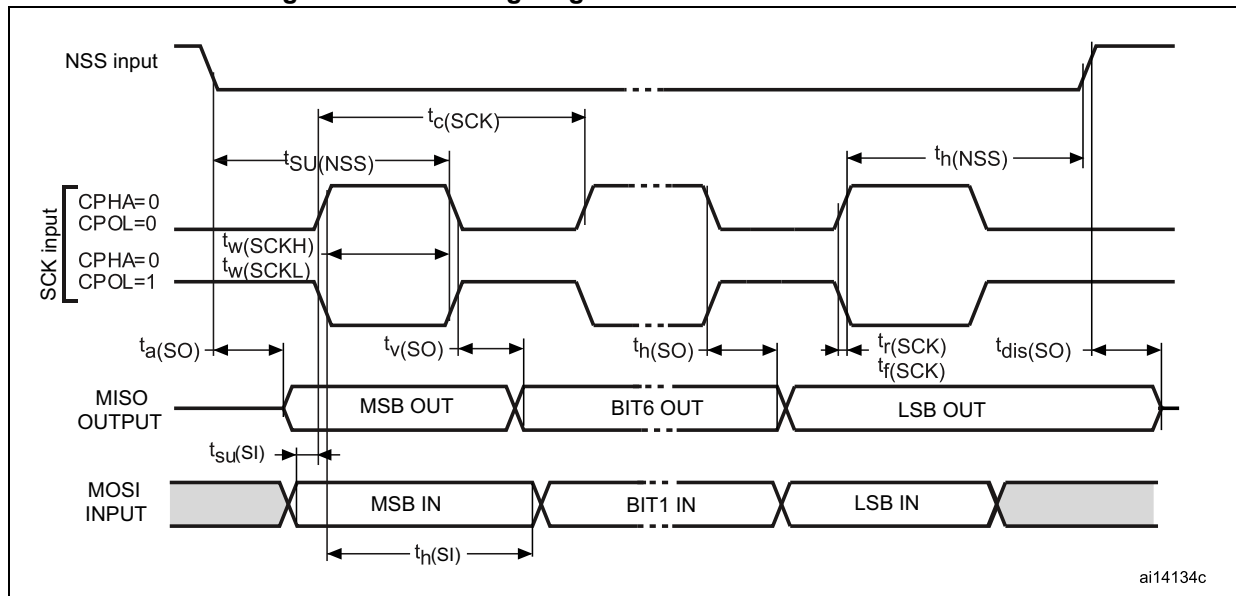 NSS input
tc(SCK)
tSU(NSS)
th(NSS)
SCK input
CPHA=0
CPOL=0
tw(SCKH)
CPHA=0
tw(SCKL)
CPOL=1
ta(SO)
tv(SO)
th(SO)
tr(SCK)
tf(SCK)
tdis(SO)
MISO
OUTPUT
MSB OUT
BIT6 OUT
LSB OUT
tsu(SI)
MOSI
INPUT
MSB IN
BIT1 IN
LSB IN
th(SI)
ai14134c